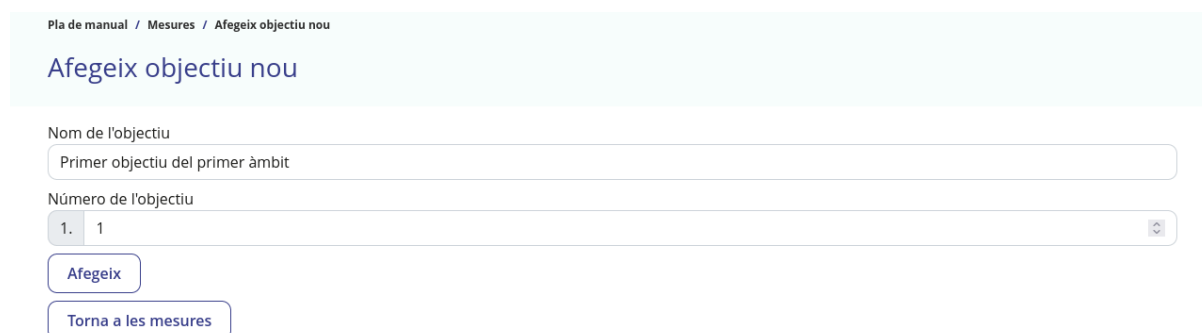 Pla de manual / Mesures / Afegeix objectiu nou
Afegeix objectiu nou
Nom de l'objectiu
Primer objectiu del primer àmbit
Número de l'objectiu
1. 1
Afegeix
Torna a les mesures